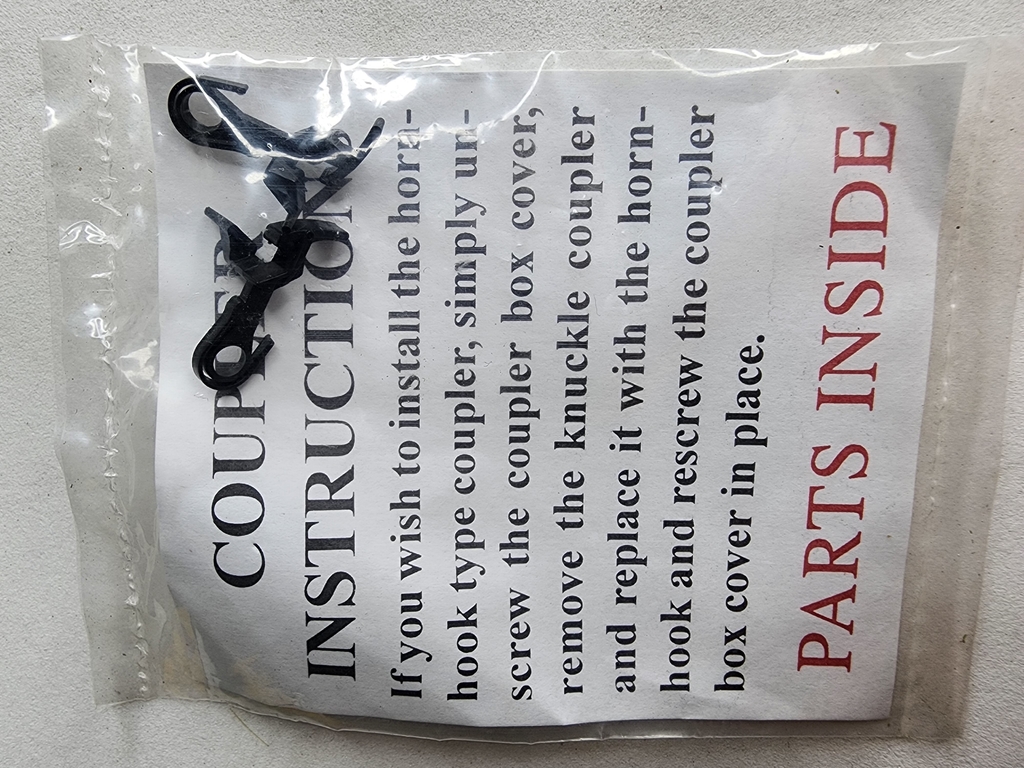 COUPLER
INSTRUCTIONS
If you wish to install the horn-
hook type coupler, simply un-
screw the coupler box cover,
remove the knuckle coupler
and replace it with the horn-
hook and rescrew the coupler
box cover in place.
PARTS INSIDE